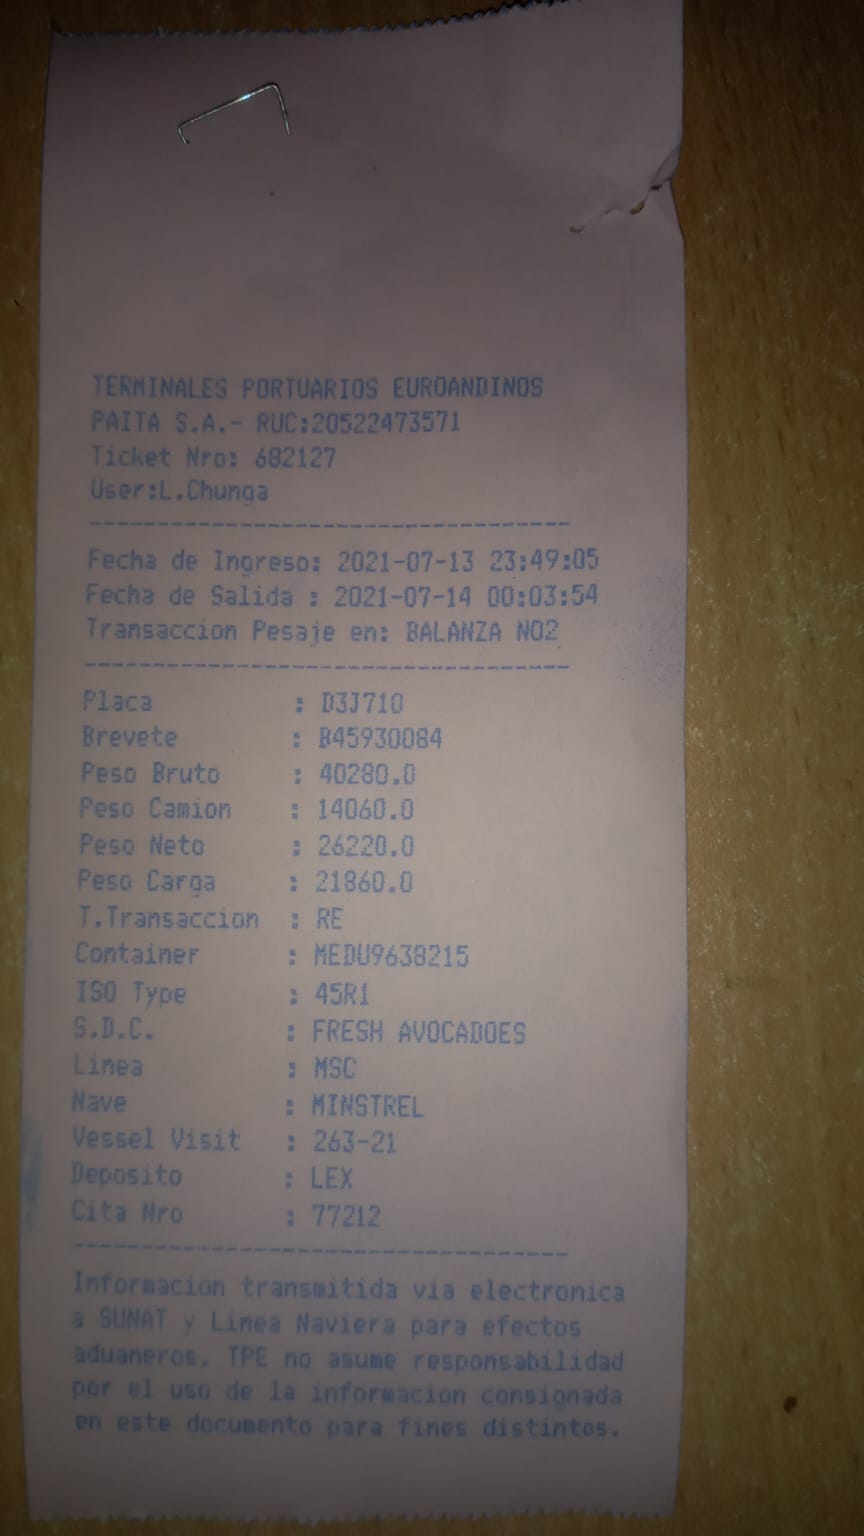 TERMINALES PORTUARIOS EUROANDINOS
PAITA S.A.- RUC:20522473571
Ticket Nro: 682127
User:L.Chunga
----------------------------------
Fecha de Ingreso: 2021-07-13 23:49:05
Fecha de Salida : 2021-07-14 00:03:54
Transaccion Pesaje en: BALANZA NO2
----------------------------------
Placa : D3J710
Brevete : B45930084
Peso Bruto : 40280.0
Peso Camion : 14060.0
Peso Neto : 26220.0
Peso Carga : 21860.0
T.Transaccion : RE
Container : MEDU9638215
ISO Type : 45R1
S.D.C. : FRESH AVOCADOES
Linea : MSC
Nave : MINSTREL
Vessel Visit : 263-21
Deposito : LEX
Cita Nro : 77212
----------------------------------
Informacion transmitida via electronica
a SUNAT y Linea Naviera para efectos
aduaneros. TPE no asume responsabilidad
por el uso de la informacion consignada
en este documento para fines distintos.